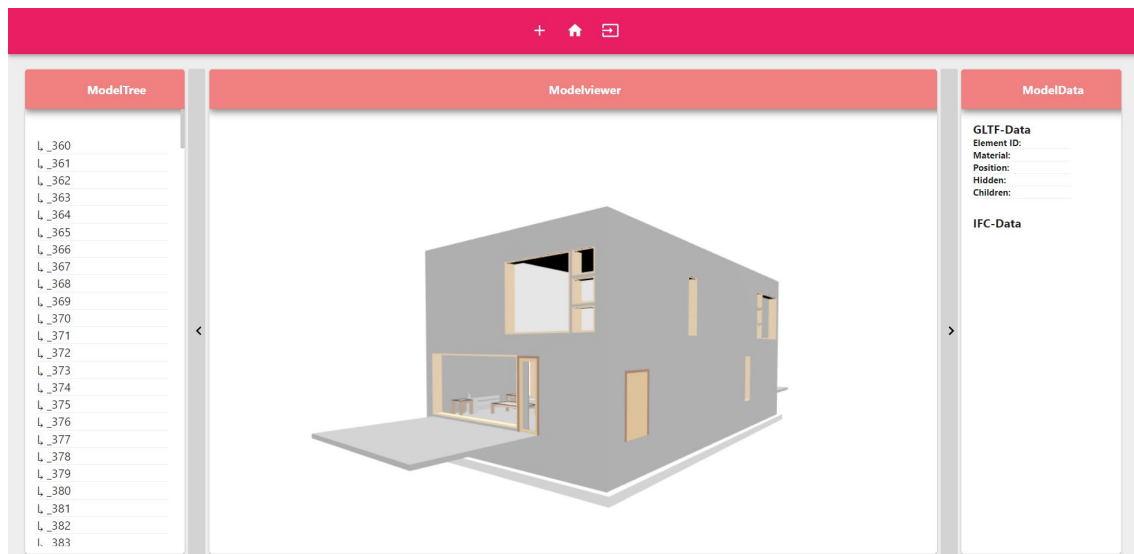 ModelTree
_360
_361
_362
_363
_364
_365
_366
_367
_368
_369
_370
_371
_372
_373
_374
_375
_376
_377
_378
_379
_380
_381
_382
_383
Modelviewer
ModelData
GLTF-Data
Element ID:
Material:
Position:
Hidden:
Children:
IFC-Data